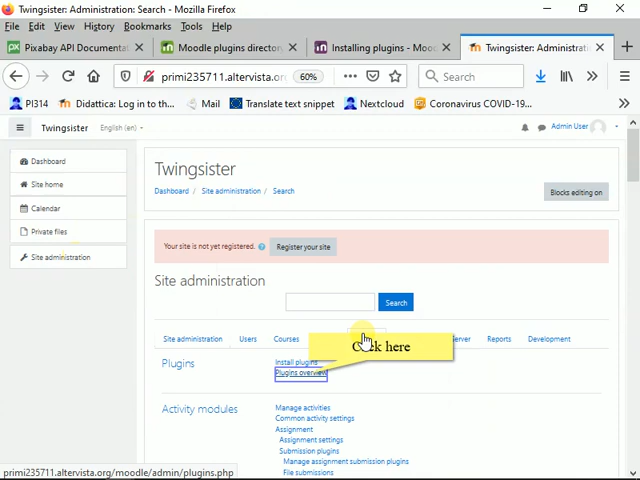 Twingsister: Administration: Search - Mozilla Firefox
File Edit View History Bookmarks Tools Help
Pixabay API Documentat
Moodle plugins director
Installing plugins - Mood
Twingsister: Administrati
primi235711.altervista.org
60%
Search
PI314
Didattica: Log in to th...
Mail
Translate text snippet
Nextcloud
Coronavirus COVID-19...
Twingsister
English (en)
Admin User
Dashboard
Site home
Calendar
Private files
Site administration
Twingsister
Dashboard / Site administration / Search
Blocks editing on
Your site is not yet registered.
Register your site
Site administration
Search
Site administration Users Courses Server Reports Development
Click here
Plugins
Install plugins
Plugins overview
Activity modules
Manage activities
Common activity settings
Assignment
Assignment settings
Submission plugins
Manage assignment submission plugins
File submissions
primi235711.altervista.org/moodle/admin/plugins.php